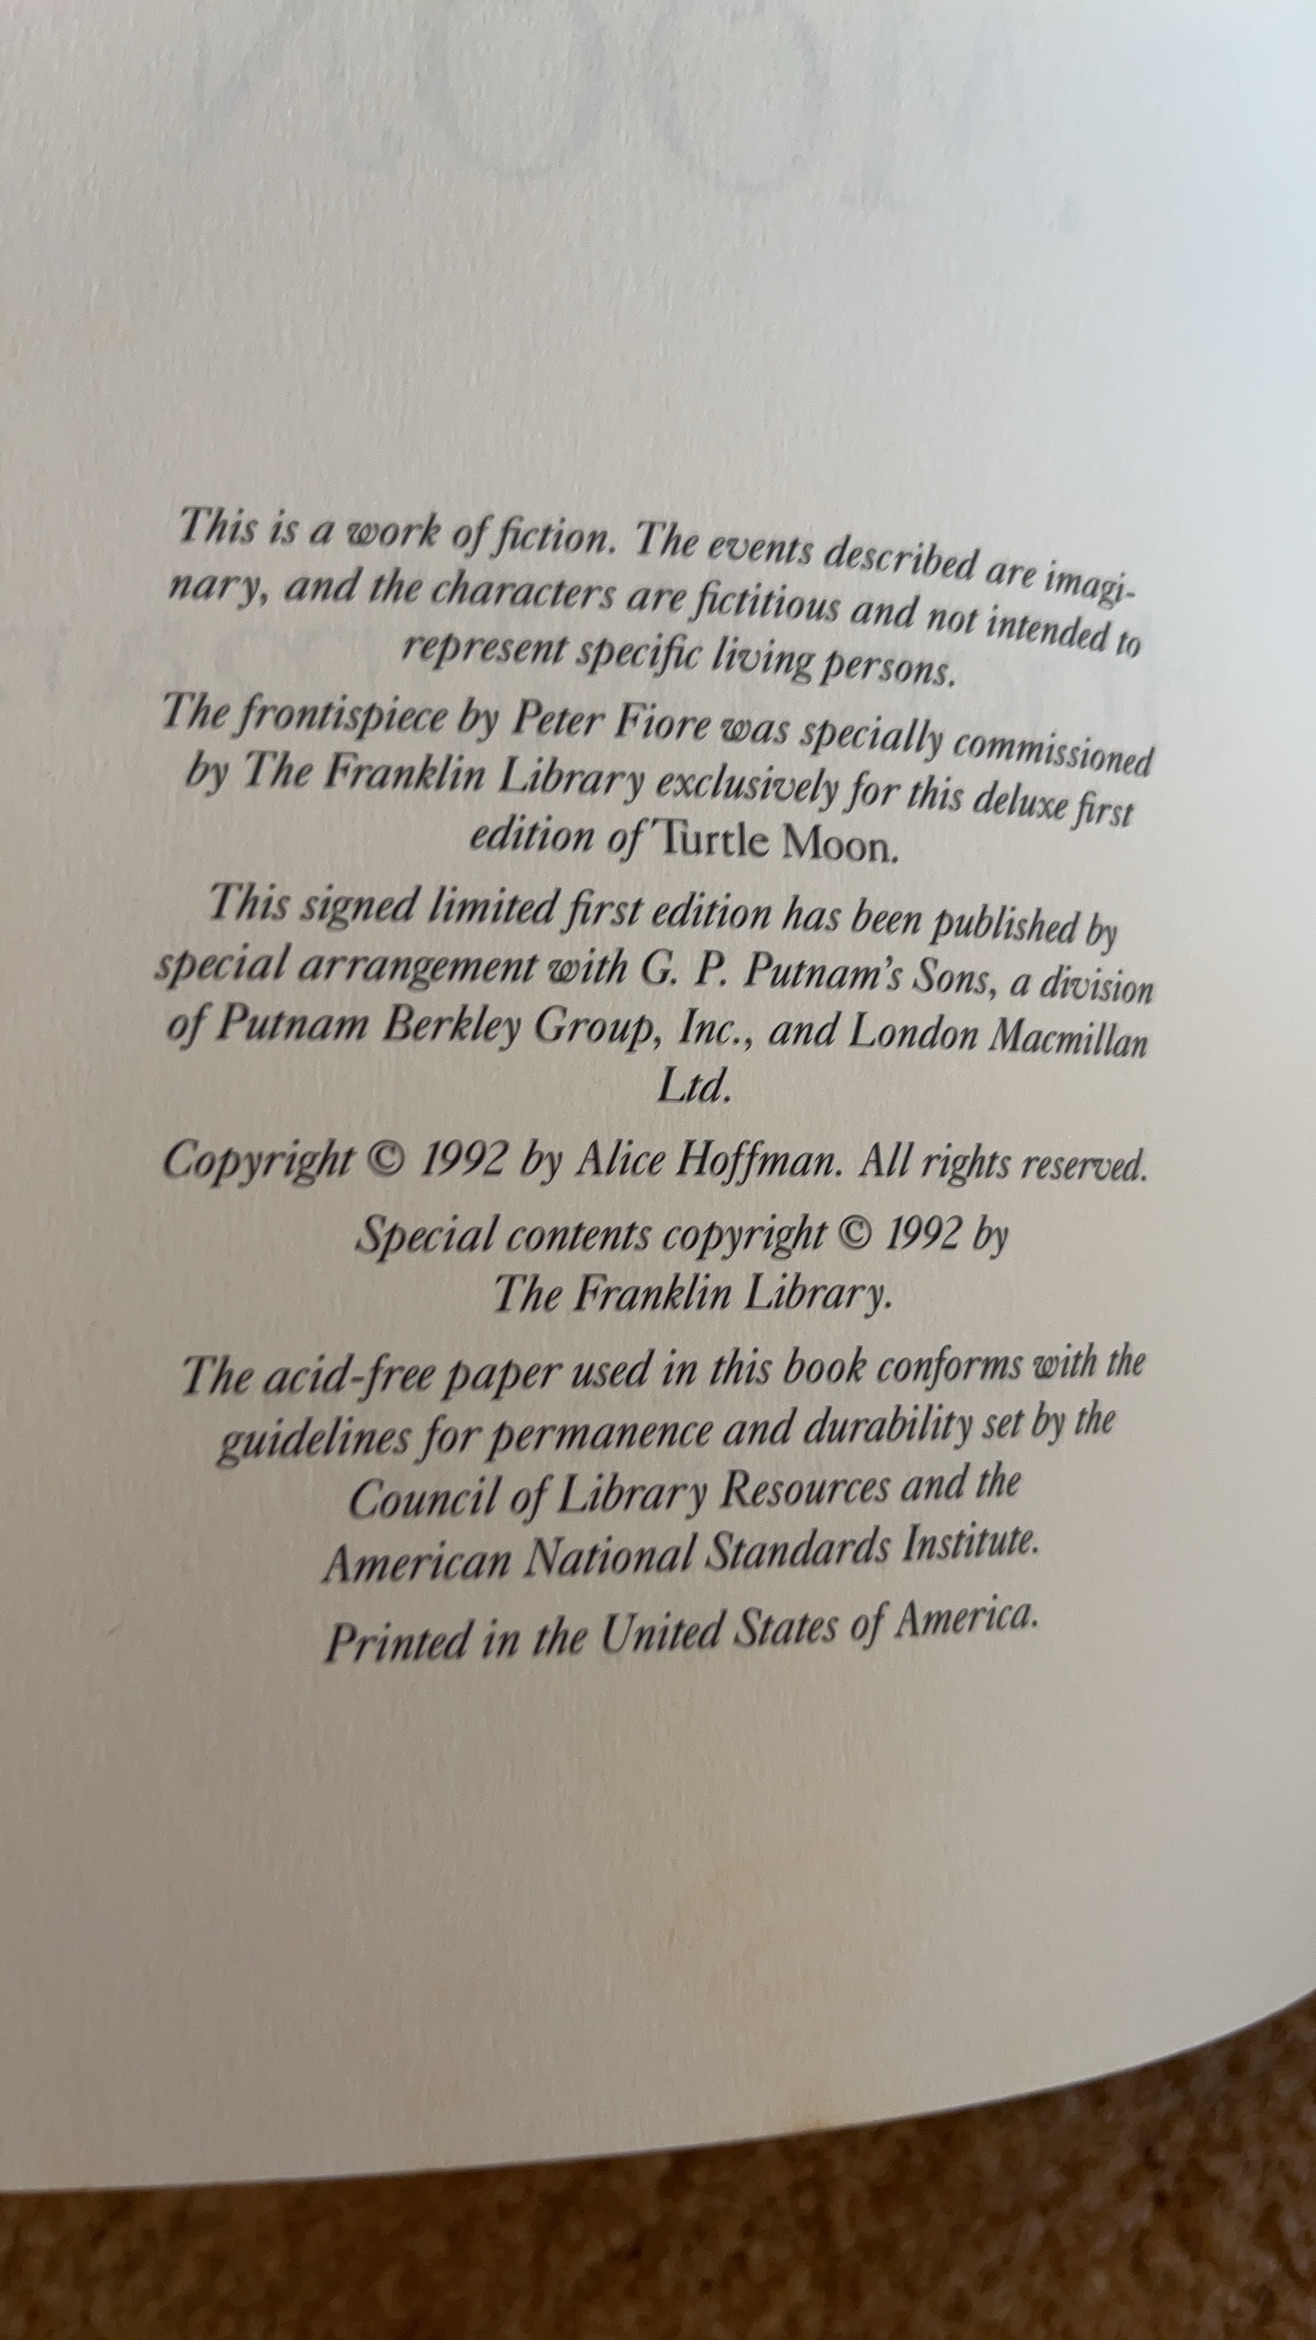 This is a work of fiction. The events described are imagi-
nary, and the characters are fictitious and not intended to
represent specific living persons.
The frontispiece by Peter Fiore was specially commissioned
by The Franklin Library exclusively for this deluxe first
edition of Turtle Moon.
This signed limited first edition has been published by
special arrangement with G. P. Putnam's Sons, a division
of Putnam Berkley Group, Inc., and London Macmillan
Ltd.
Copyright © 1992 by Alice Hoffman. All rights reserved.
Special contents copyright © 1992 by
The Franklin Library.
The acid-free paper used in this book conforms with the
guidelines for permanence and durability set by the
Council of Library Resources and the
American National Standards Institute.
Printed in the United States of America.